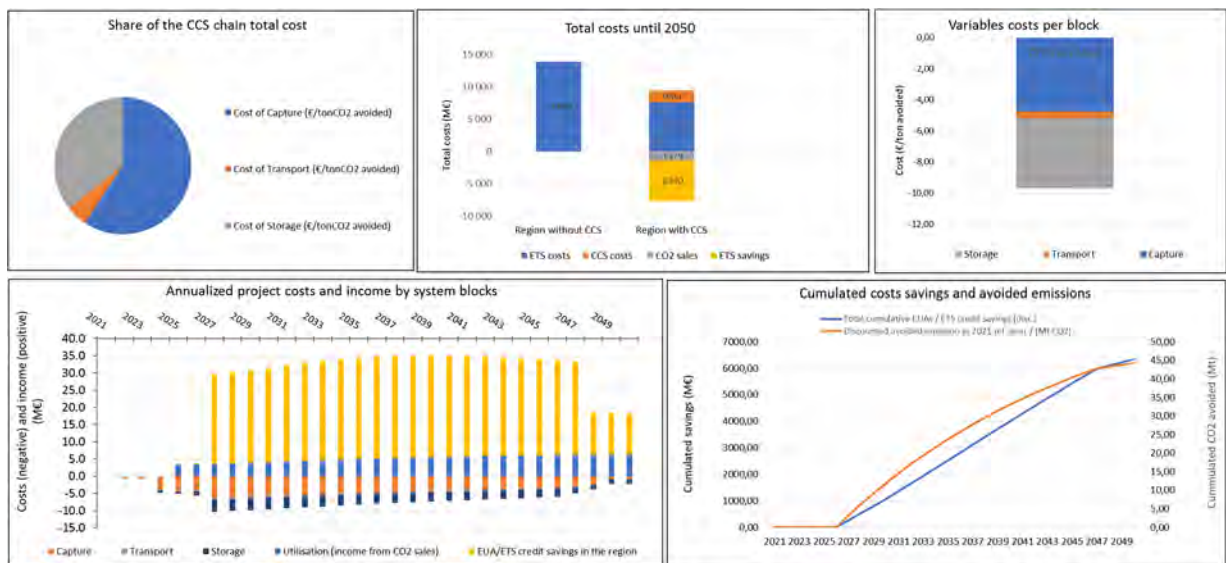 Share of the CCS chain total cost
Cost of Capture (€/tonCO2 avoided)
Cost of Transport (€/tonCO2 avoided)
Cost of Storage (€/tonCO2 avoided)
Total costs until 2050
Total costs (M€)
15 000
10 000
5 000
0
-5 000
-10 000
Region without CCS
Region with CCS
ETS costs
CCS costs
CO2 sales
ETS savings
Variables costs per block
Cost (€/ton avoided)
0,00
-2,00
-4,00
-6,00
-8,00
-10,00
-12,00
Storage
Transport
Capture
Annualized project costs and income by system blocks
2021 2023 2025 2027 2029 2031 2033 2035 2037 2039 2041 2043 2045 2047 2049
Costs (negative) and income (positive)
(M€)
40.0
35.0
30.0
25.0
20.0
15.0
10.0
5.0
0.0
-5.0
-10.0
-15.0
Capture
Transport
Storage
Utilisation (income from CO2 sales)
EUA/ETS credit savings in the region
Cumulated costs savings and avoided emissions
Total cumulative EUAs / ETS credit savings
Discounted avoided emission
Cumulated savings (M€)
7000,00
6000,00
5000,00
4000,00
3000,00
2000,00
1000,00
0,00
50,00
45,00
40,00
35,00
30,00
25,00
20,00
15,00
10,00
5,00
0,00
Cummulated CO2 avoided (Mt)
2021 2023 2025 2027 2029 2031 2033 2035 2037 2039 2041 2043 2045 2047 2049